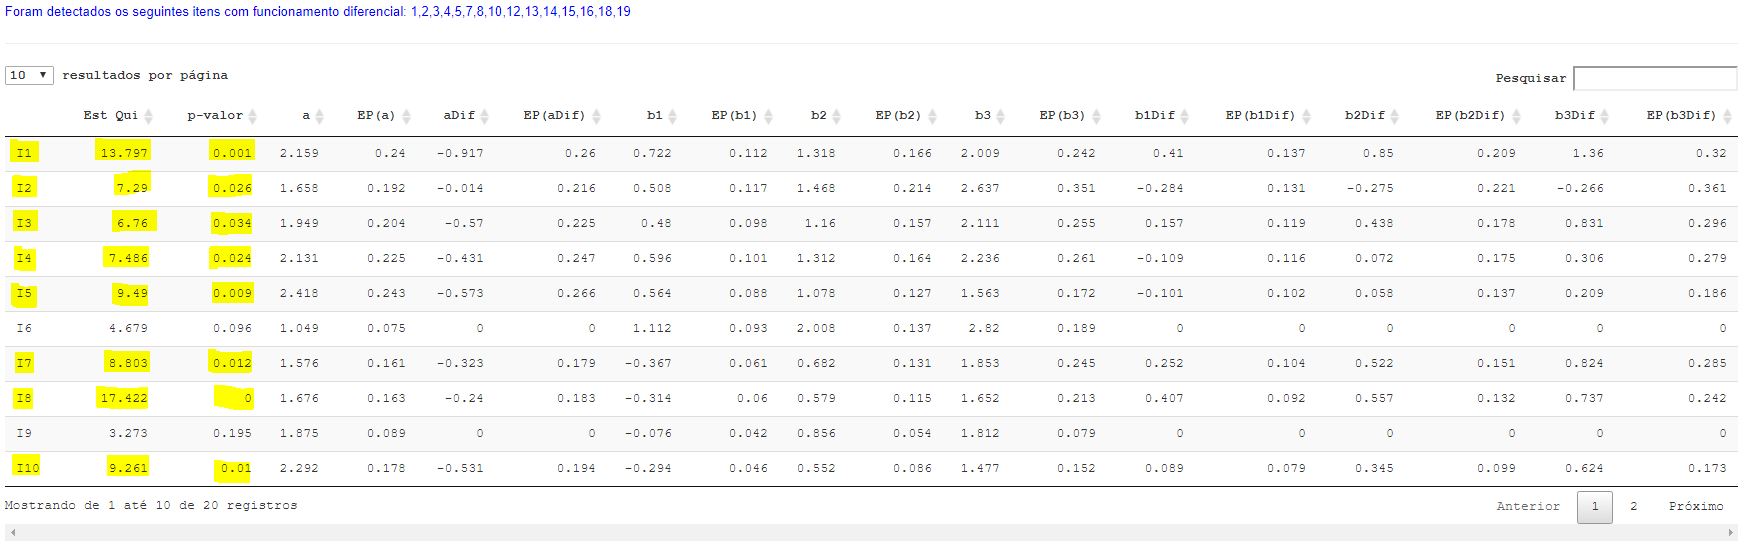 Foram detectados os seguintes itens com funcionamento diferencial: 1,2,3,4,5,7,8,10,12,13,14,15,16,18,19
10 resultados por página
Pesquisar
Est Qui p-valor a EP(a) aDif EP(aDif) b1 EP(b1) b2 EP(b2) b3 EP(b3) b1Dif EP(b1Dif) b2Dif EP(b2Dif) b3Dif EP(b3Dif)
I1 13.797 0.001 2.159 0.24 -0.917 0.26 0.722 0.112 1.318 0.166 2.009 0.242 0.41 0.137 0.85 0.209 1.36 0.32
I2 7.29 0.026 1.658 0.192 -0.014 0.216 0.508 0.117 1.468 0.214 2.637 0.351 -0.284 0.131 -0.275 0.221 -0.266 0.361
I3 6.76 0.034 1.949 0.204 -0.57 0.225 0.48 0.098 1.16 0.157 2.111 0.255 0.157 0.119 0.438 0.178 0.831 0.296
I4 7.486 0.024 2.131 0.225 -0.431 0.247 0.596 0.101 1.312 0.164 2.236 0.261 -0.109 0.116 0.072 0.175 0.306 0.279
I5 9.49 0.009 2.418 0.243 -0.573 0.266 0.564 0.088 1.078 0.127 1.563 0.172 -0.101 0.102 0.058 0.137 0.209 0.186
I6 4.679 0.096 1.049 0.075 0 0 1.112 0.093 2.008 0.137 2.82 0.189 0 0 0 0 0 0
I7 8.803 0.012 1.576 0.161 -0.323 0.179 -0.367 0.061 0.682 0.131 1.853 0.245 0.252 0.104 0.522 0.151 0.824 0.285
I8 17.422 0 1.676 0.163 -0.24 0.183 -0.314 0.06 0.579 0.115 1.652 0.213 0.407 0.092 0.557 0.132 0.737 0.242
I9 3.273 0.195 1.875 0.089 0 0 -0.076 0.042 0.856 0.054 1.812 0.079 0 0 0 0 0 0
I10 9.261 0.01 2.292 0.178 -0.531 0.194 -0.294 0.046 0.552 0.086 1.477 0.152 0.089 0.079 0.345 0.099 0.624 0.173
Mostrando de 1 até 10 de 20 registros
Anterior 1 2 Próximo